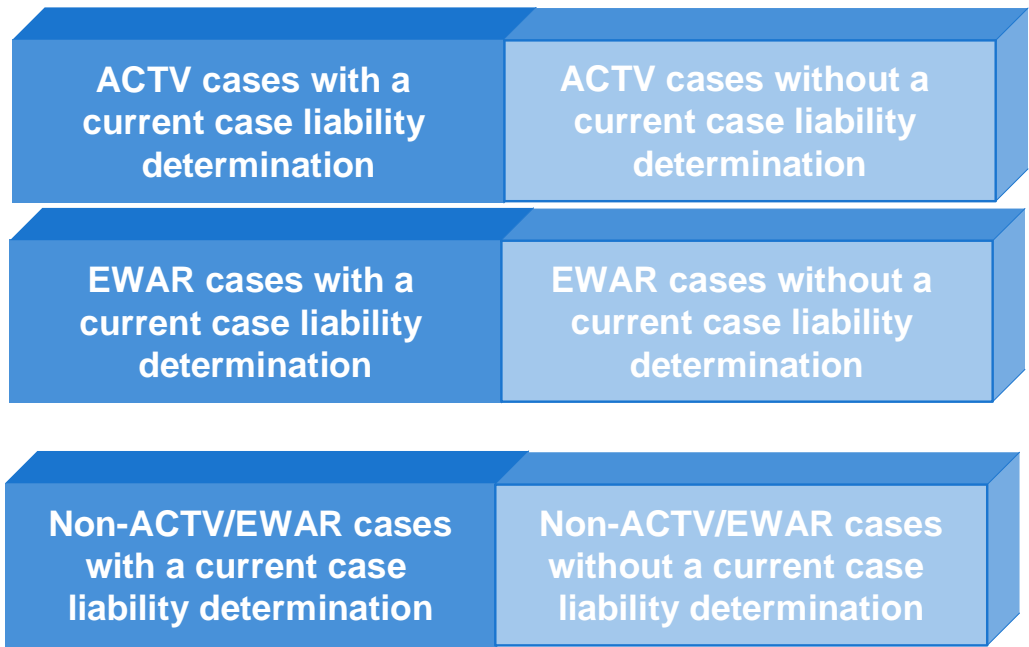 ACTV cases with a
current case liability
determination
ACTV cases without a
current case liability
determination
EWAR cases with a
current case liability
determination
EWAR cases without a
current case liability
determination
Non-ACTV/EWAR cases
with a current case
liability determination
Non-ACTV/EWAR cases
without a current case
liability determination